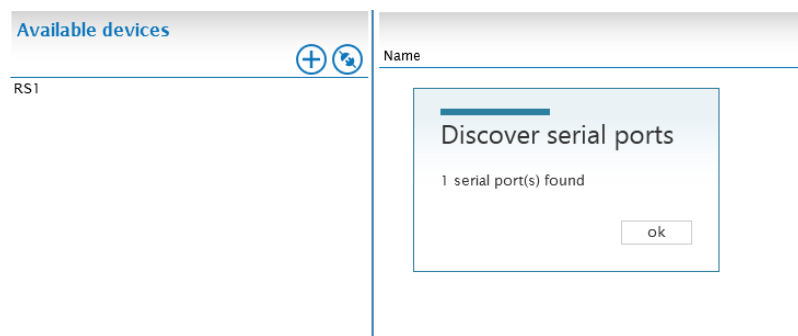 Available devices
Name
RS1
Discover serial ports
1 serial port(s) found
ok